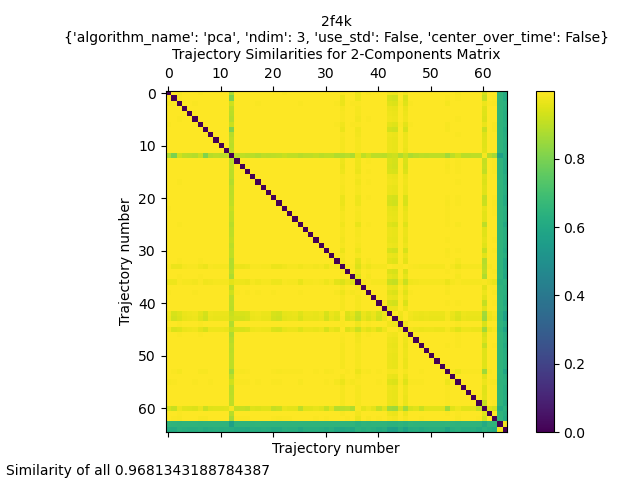 2f4k
{'algorithm_name': 'pca', 'ndim': 3, 'use_std': False, 'center_over_time': False}
Trajectory Similarities for 2-Components Matrix
0 10 20 30 40 50 60
0
10
20
30
40
50
60
Trajectory number
Trajectory number
0.8
0.6
0.4
0.2
0.0
Similarity of all 0.9681343188784387